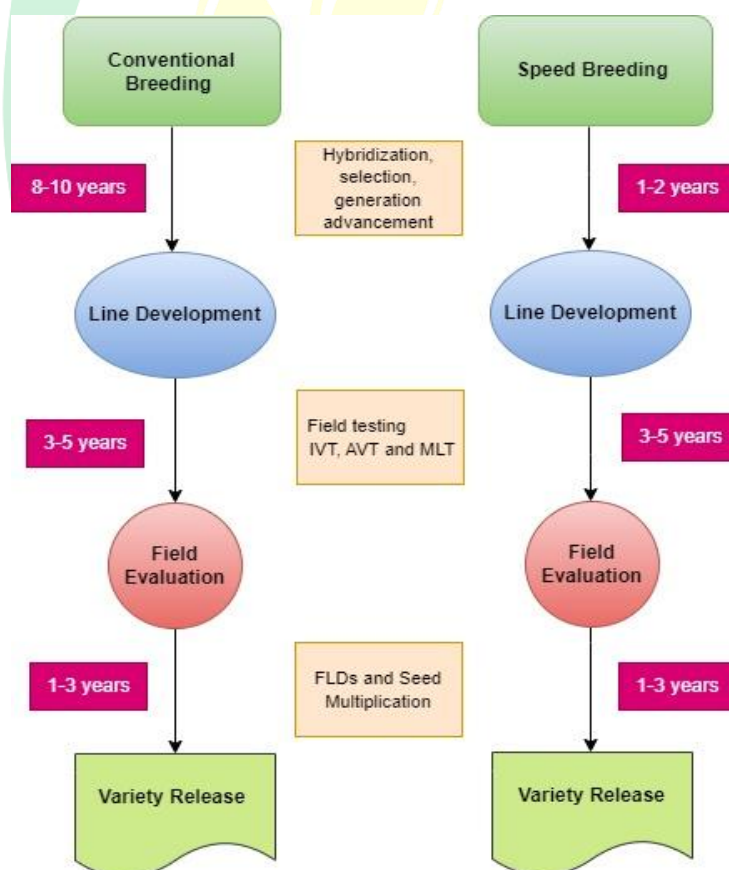 Conventional
Breeding
Speed Breeding
8-10 years
Hybridization,
selection,
generation
advancement
1-2 years
Line Development
Line Development
3-5 years
Field testing
IVT, AVT and MLT
3-5 years
Field
Evaluation
Field
Evaluation
1-3 years
FLDs and Seed
Multiplication
1-3 years
Variety Release
Variety Release